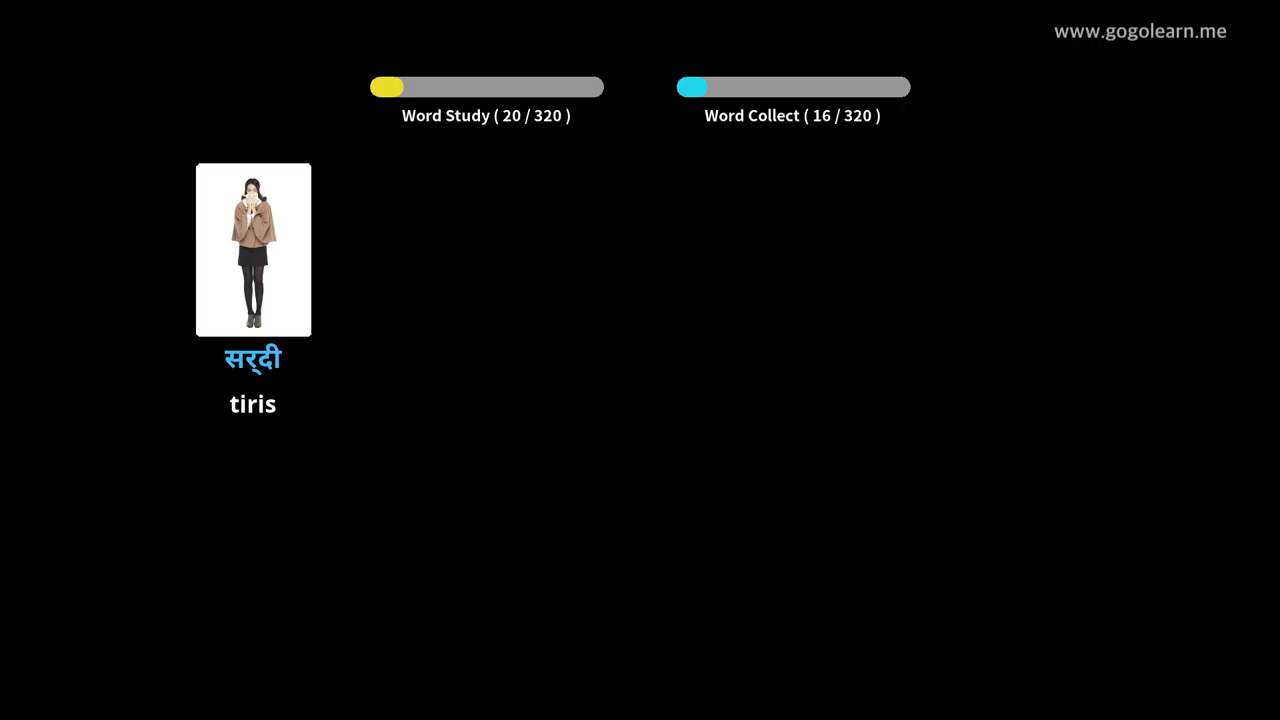 www.gogolearn.me
Word Study ( 20 / 320 )
Word Collect ( 16 / 320 )
सर्‌दी
tiris